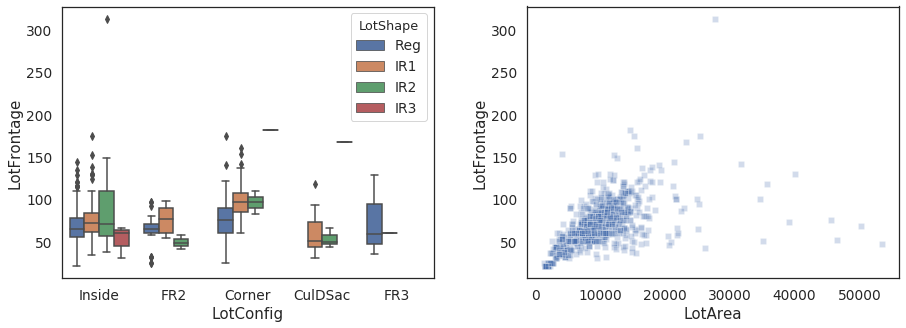 LotFrontage
300
250
200
150
100
50
LotShape
Reg
IR1
IR2
IR3
Inside
FR2
Corner
CulDSac
FR3
LotConfig
LotFrontage
300
250
200
150
100
50
0
10000
20000
30000
40000
50000
LotArea